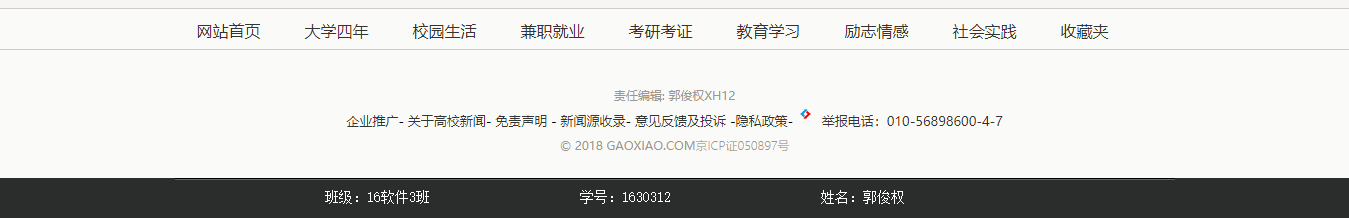 网站首页 大学四年 校园生活 兼职就业 考研考证 教育学习 励志情感 社会实践 收藏夹
责任编辑: 郭俊权XH12
企业推广- 关于高校新闻- 免责声明 - 新闻源收录- 意见反馈及投诉 -隐私政策- 举报电话：010-56898600-4-7
© 2018 GAOXIAO.COM京ICP证050897号
班级：16软件3班 学号：1630312 姓名：郭俊权